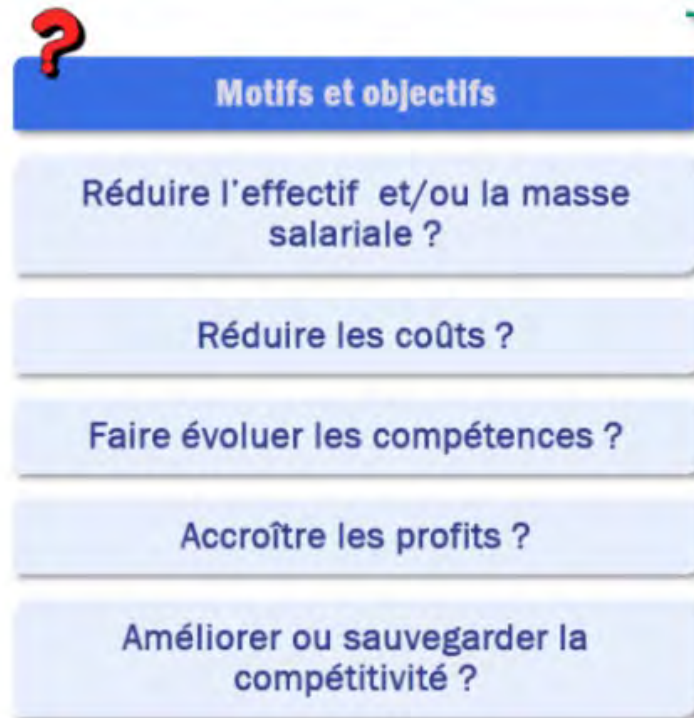 ?
Motifs et objectifs
Réduire l'effectif et/ou la masse
salariale ?
Réduire les coûts ?
Faire évoluer les compétences ?
Accroître les profits ?
Améliorer ou sauvegarder la
compétitivité ?